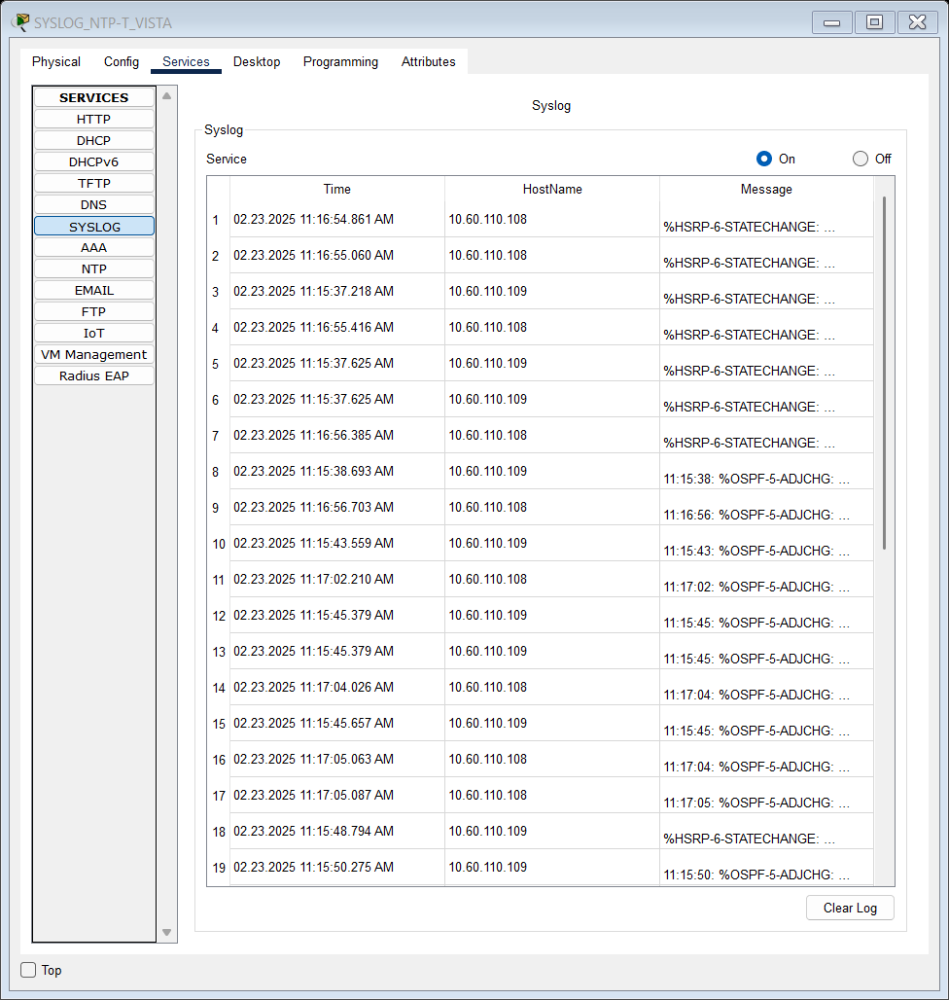 SYSLOG_NTP-T_VISTA
Physical Config Services Desktop Programming Attributes
SERVICES
HTTP
DHCP
DHCPv6
TFTP
DNS
SYSLOG
AAA
NTP
EMAIL
FTP
IoT
VM Management
Radius EAP
Syslog
Syslog
Service On Off
Time HostName Message
1 02.23.2025 11:16:54.861 AM 10.60.110.108 %HSRP-6-STATECHANGE: ...
2 02.23.2025 11:16:55.060 AM 10.60.110.108 %HSRP-6-STATECHANGE: ...
3 02.23.2025 11:15:37.218 AM 10.60.110.109 %HSRP-6-STATECHANGE: ...
4 02.23.2025 11:16:55.416 AM 10.60.110.108 %HSRP-6-STATECHANGE: ...
5 02.23.2025 11:15:37.625 AM 10.60.110.109 %HSRP-6-STATECHANGE: ...
6 02.23.2025 11:15:37.625 AM 10.60.110.109 %HSRP-6-STATECHANGE: ...
7 02.23.2025 11:16:56.385 AM 10.60.110.108 %HSRP-6-STATECHANGE: ...
8 02.23.2025 11:15:38.693 AM 10.60.110.109 11:15:38: %OSPF-5-ADJCHG: ...
9 02.23.2025 11:16:56.703 AM 10.60.110.108 11:16:56: %OSPF-5-ADJCHG: ...
10 02.23.2025 11:15:43.559 AM 10.60.110.109 11:15:43: %OSPF-5-ADJCHG: ...
11 02.23.2025 11:17:02.210 AM 10.60.110.108 11:17:02: %OSPF-5-ADJCHG: ...
12 02.23.2025 11:15:45.379 AM 10.60.110.109 11:15:45: %OSPF-5-ADJCHG: ...
13 02.23.2025 11:15:45.379 AM 10.60.110.109 11:15:45: %OSPF-5-ADJCHG: ...
14 02.23.2025 11:17:04.026 AM 10.60.110.108 11:17:04: %OSPF-5-ADJCHG: ...
15 02.23.2025 11:15:45.657 AM 10.60.110.109 11:15:45: %OSPF-5-ADJCHG: ...
16 02.23.2025 11:17:05.063 AM 10.60.110.108 11:17:04: %OSPF-5-ADJCHG: ...
17 02.23.2025 11:17:05.087 AM 10.60.110.108 11:17:05: %OSPF-5-ADJCHG: ...
18 02.23.2025 11:15:48.794 AM 10.60.110.109 %HSRP-6-STATECHANGE: ...
19 02.23.2025 11:15:50.275 AM 10.60.110.109 11:15:50: %OSPF-5-ADJCHG: ...
Clear Log
Top